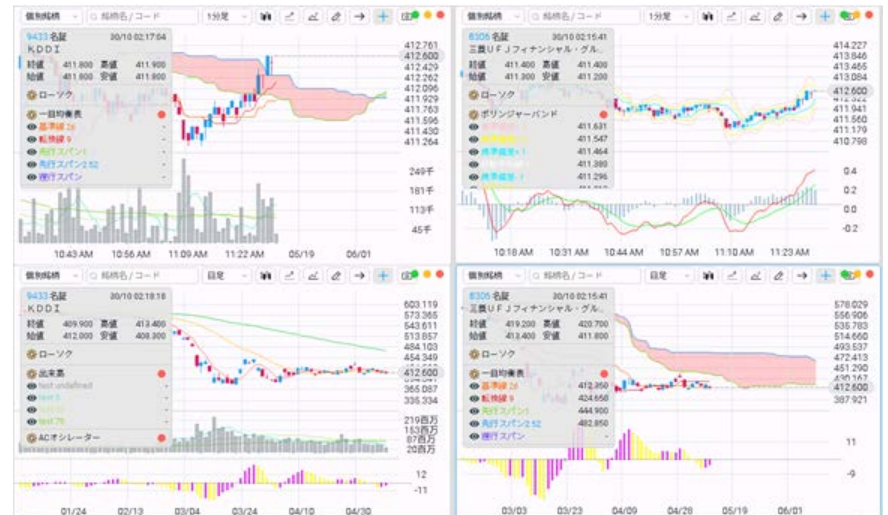 個別銘柄 銘柄名/コード 1分足
9433 名証 30/10 02:17:04
KDDI
終値 411.800 高値 411.900
始値 411.800 安値 411.800
ローソク
一目均衡表
基準線 26 -
転換線 9 -
先行スパン1 -
先行スパン2 52 -
遅行スパン -
412.761
412.600
412.429
412.262
412.096
411.929
411.763
411.596
411.430
411.264
249千
181千
113千
45千
10:43 AM 10:56 AM 11:09 AM 11:22 AM 05/19 06/01
個別銘柄 銘柄名/コード 1分足
8306 名証 30/10 02:15:41
三菱UFJフィナンシャル・グル..
終値 411.400 高値 411.400
始値 411.300 安値 411.200
ローソク
ボリンジャーバンド
411.631
411.547
411.464
411.380
411.296
414.227
413.846
413.465
413.084
412.600
411.941
411.560
411.179
410.798
0.4
0.2
0.0
-0.2
10:18 AM 10:31 AM 10:44 AM 10:57 AM 11:10 AM 11:23 AM
個別銘柄 銘柄名/コード 日足
9433 名証 30/10 02:18:18
KDDI
終値 409.900 高値 413.400
始値 412.000 安値 408.300
ローソク
出来高
test undefined -
ACオシレーター
603.119
573.365
543.611
513.857
484.103
454.349
412.600
365.087
335.334
219百万
153百万
87百万
20百万
12
-11
01/24 02/13 03/04 03/24 04/10 04/30
個別銘柄 銘柄名/コード 日足
8306 名証 30/10 02:15:41
三菱UFJフィナンシャル・グル..
終値 419.200 高値 420.700
始値 413.400 安値 411.800
ローソク
一目均衡表
基準線 26 412.350
転換線 9 424.650
先行スパン1 444.900
先行スパン2 52 482.850
遅行スパン -
578.029
556.906
535.783
514.660
493.537
472.413
451.290
430.167
412.600
387.921
11
-9
03/03 03/23 04/09 04/28 05/19 06/01